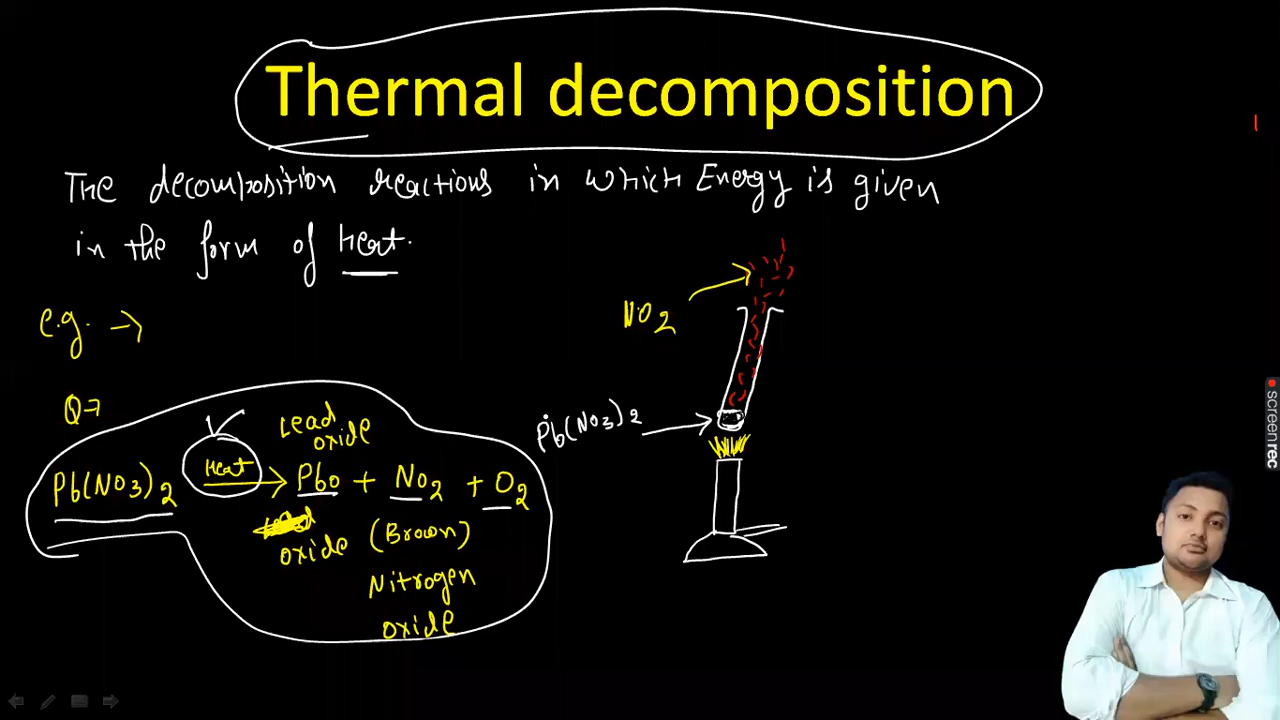 Thermal decomposition
The decomposition reactions in which Energy is given
in the form of Heat.
e.g. →
NO2
Q→
Lead
oxide
Pb(NO3)2
Heat
Pb(NO3)2 → Pbo + NO2 + O2
oxide (Brown)
Nitrogen
oxide
screenrec